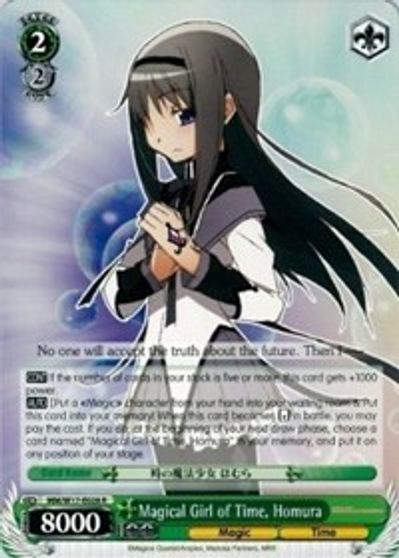 2
2
No one will accept the truth about the future. Then I
CONT If the number of cards in your stock is five or more, this card gets +1000
power.
AUTO [Put a «Magic» character from your hand into your waiting room & Put
this card into your memory] When this card becomes in battle, you may
pay cost. If you do, at the beginning of your next draw phase, choose a card
named "Magical Girl of Time, Homura" in your memory, and put it
on any position of your stage.
Card Name 時の魔法少女 ほむら
8000
Magical Girl of Time, Homura
Magic Time